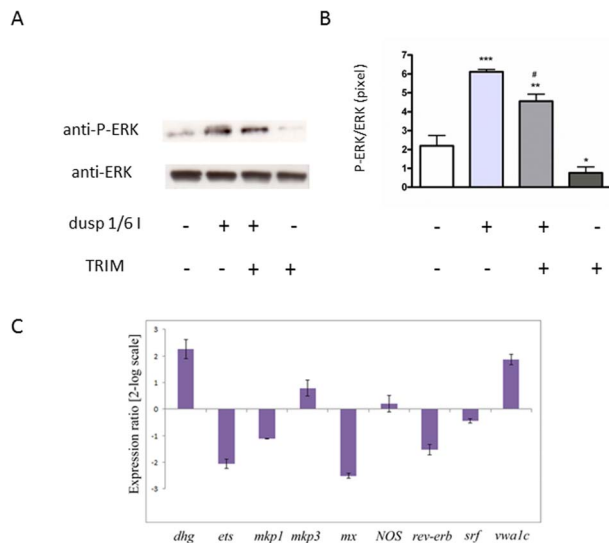 A
anti-P-ERK
anti-ERK
dusp 1/6 I - + + -
TRIM - - + +
B
P-ERK/ERK (pixel)
7
6
5
4
3
2
1
0
***
#
**
*
- + + -
- - + +
C
Expression ratio [2-log scale]
3
2
1
0
-1
-2
-3
dhg ets mkp1 mkp3 mx NOS rev-erb srf vwa1c